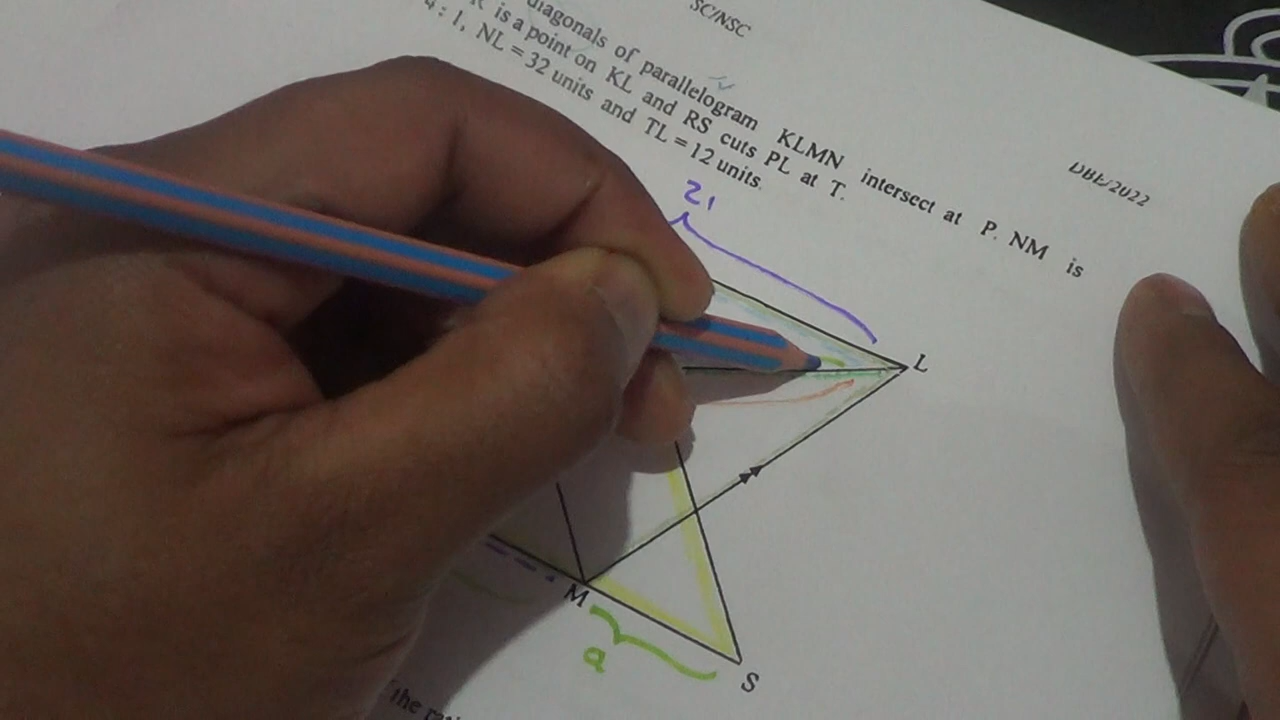 SC/NSC
DBE/2022
diagonals of parallelogram KLMN intersect at P. NM is
is a point on KL and RS cuts PL at T.
4 : 1, NL = 32 units and TL = 12 units.
21
L
M
a
S
the